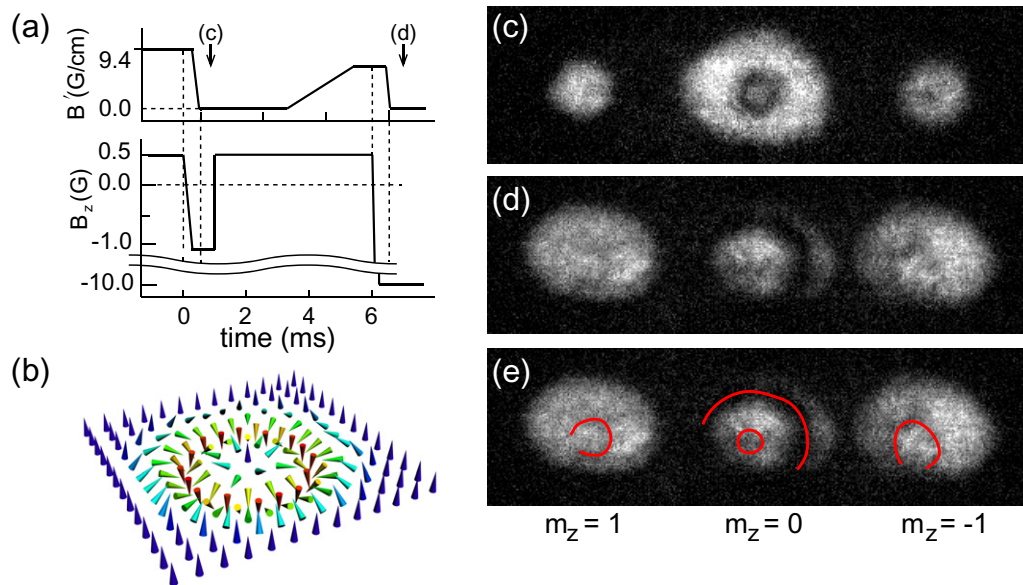 (a)
(c)
(d)
B′(G/cm)
9.4
0.0
B_z (G)
0.5
0.0
-1.0
-10.0
0
2
4
6
time (ms)
(b)
(c)
(d)
(e)
m_z = 1
m_z = 0
m_z = -1